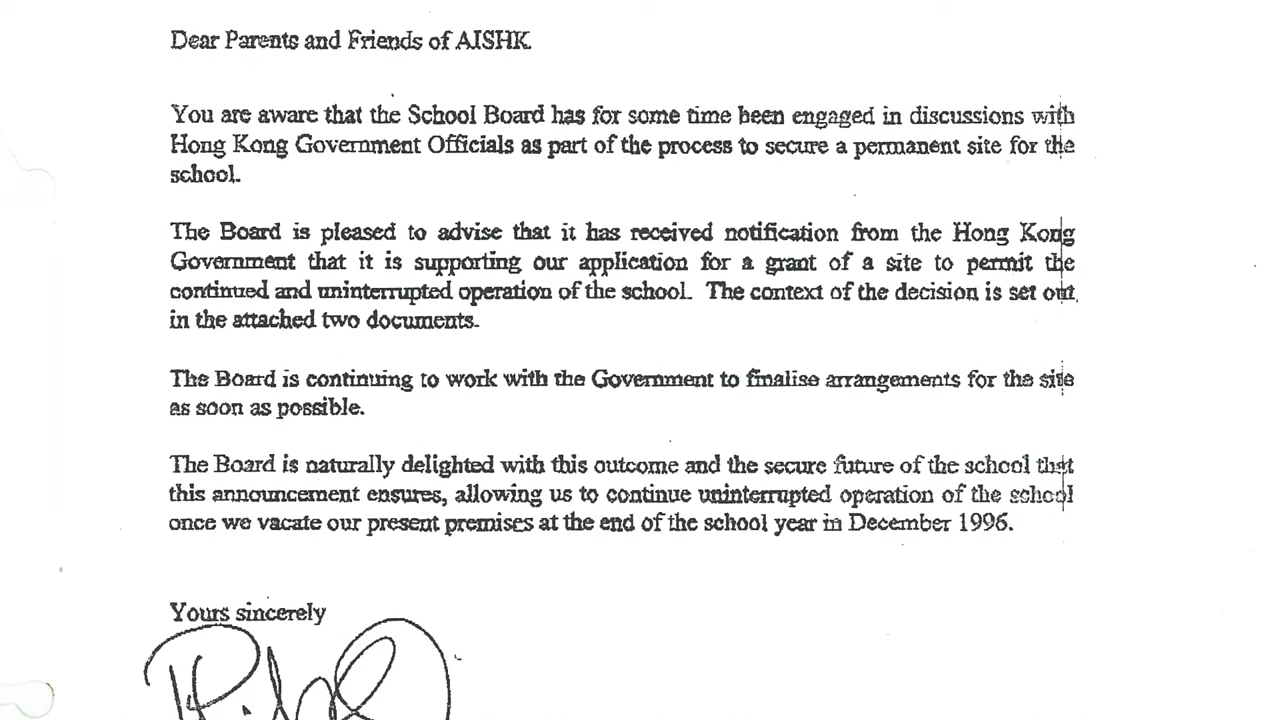 Dear Parents and Friends of AISHK
You are aware that the School Board has for some time been engaged in discussions with
Hong Kong Government Officials as part of the process to secure a permanent site for the
school.
The Board is pleased to advise that it has received notification from the Hong Kong
Government that it is supporting our application for a grant of a site to permit the
continued and uninterrupted operation of the school. The context of the decision is set out
in the attached two documents.
The Board is continuing to work with the Government to finalise arrangements for the site
as soon as possible.
The Board is naturally delighted with this outcome and the secure future of the school that
this announcement ensures, allowing us to continue uninterrupted operation of the school
once we vacate our present premises at the end of the school year in December 1996.
Yours sincerely